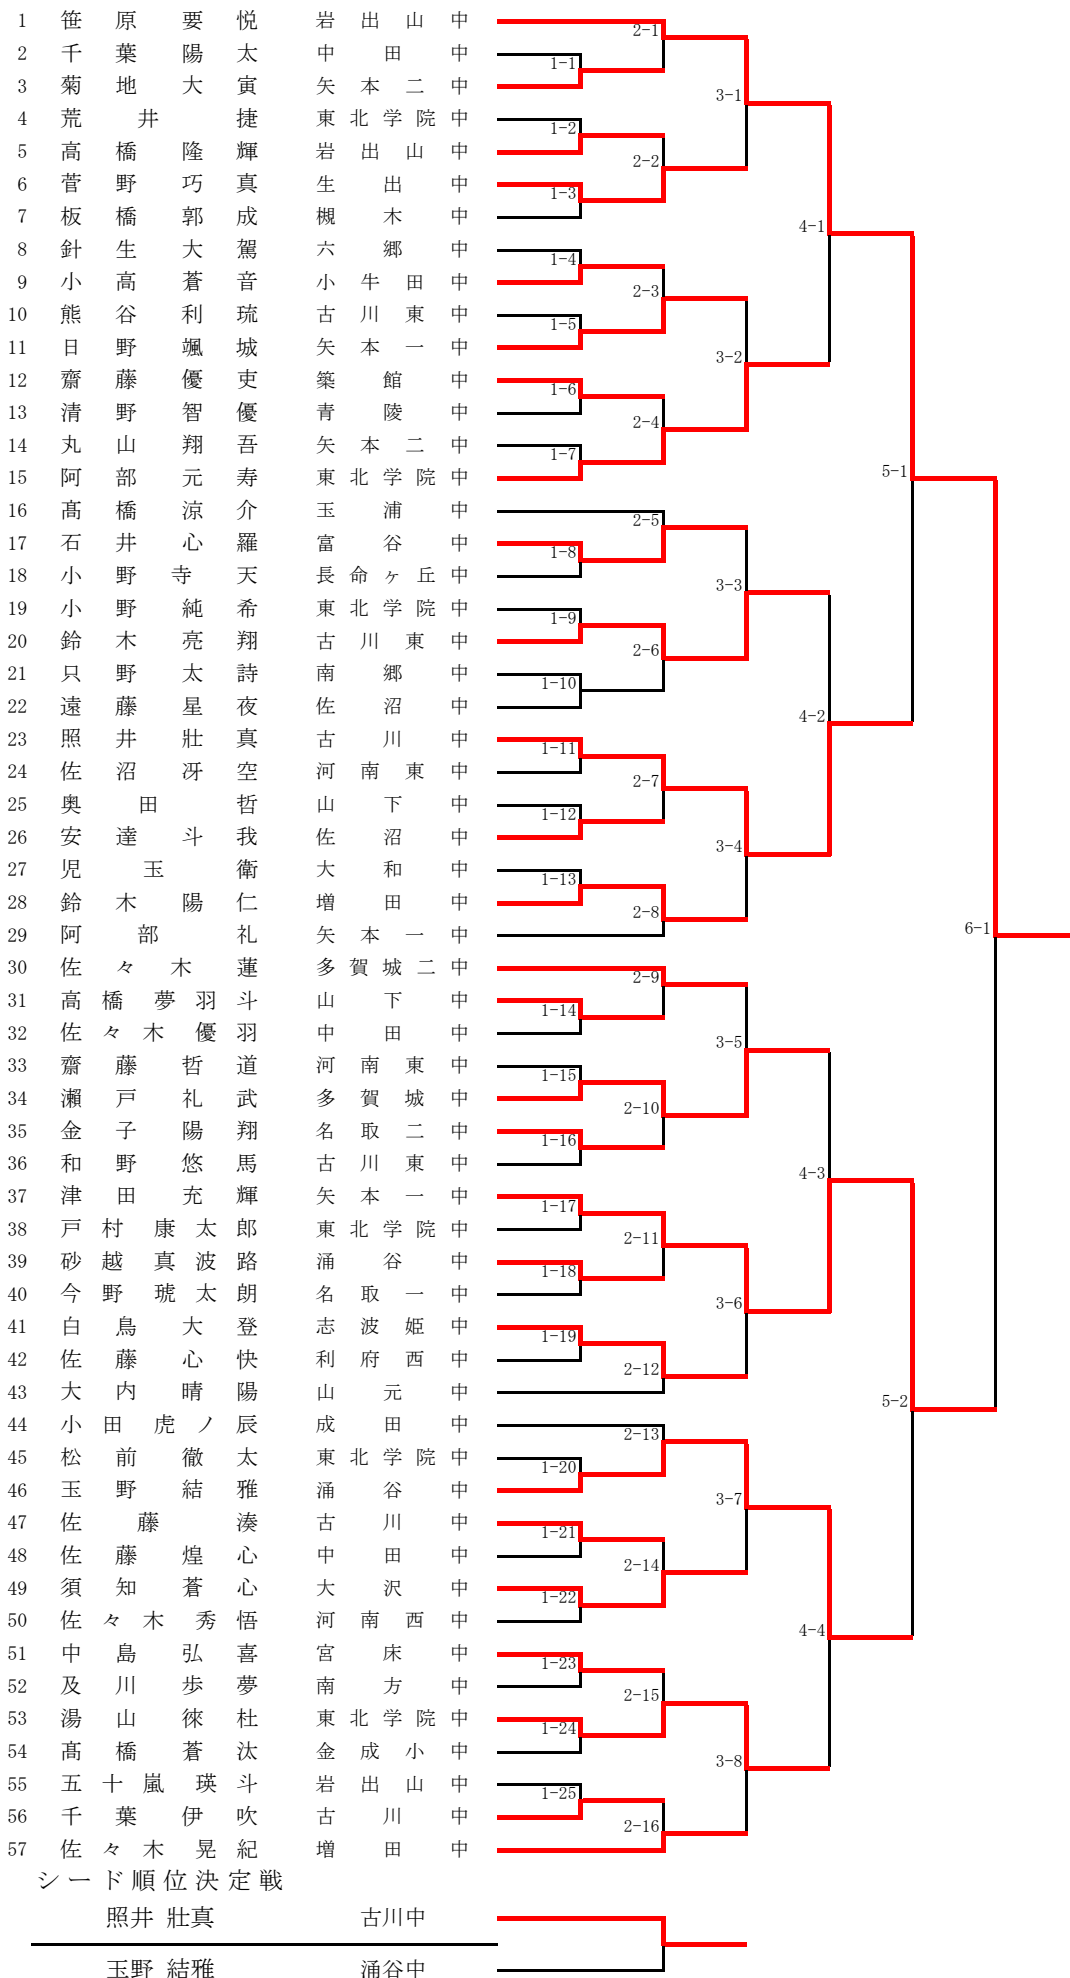 1 笹原要悦 岩出山中
2 千葉陽太 中田中
3 菊地大寅 矢本二中
4 荒井捷 東北学院中
5 高橋隆輝 岩出山中
6 菅野巧真 生出中
7 板橋郭成 槻木中
8 針生大駕 六郷中
9 小高蒼音 小牛田中
10 熊谷利琉 古川東中
11 日野颯城 矢本一中
12 齋藤優吏 築館中
13 清野智優 青陵中
14 丸山翔吾 矢本二中
15 阿部元寿 東北学院中
16 髙橋涼介 玉浦中
17 石井心羅 富谷中
18 小野寺天 長命ヶ丘中
19 小野純希 東北学院中
20 鈴木亮翔 古川東中
21 只野太詩 南郷中
22 遠藤星夜 佐沼中
23 照井壯真 古川中
24 佐沼冴空 河南東中
25 奥田哲 山下中
26 安達斗我 佐沼中
27 児玉衛 大和中
28 鈴木陽仁 増田中
29 阿部礼 矢本一中
30 佐々木蓮 多賀城二中
31 高橋夢羽斗 山下中
32 佐々木優羽 中田中
33 齋藤哲道 河南東中
34 瀬戸礼武 多賀城中
35 金子陽翔 名取二中
36 和野悠馬 古川東中
37 津田充輝 矢本一中
38 戸村康太郎 東北学院中
39 砂越真波路 涌谷中
40 今野琥太朗 名取一中
41 白鳥大登 志波姫中
42 佐藤心快 利府西中
43 大内晴陽 山元中
44 小田虎ノ辰 成田中
45 松前徹太 東北学院中
46 玉野結雅 涌谷中
47 佐藤湊 古川中
48 佐藤煌心 中田中
49 須知蒼心 大沢中
50 佐々木秀悟 河南西中
51 中島弘喜 宮床中
52 及川歩夢 南方中
53 湯山徠杜 東北学院中
54 髙橋蒼汰 金成小中
55 五十嵐瑛斗 岩出山中
56 千葉伊吹 古川中
57 佐々木晃紀 増田中
1-1
1-2
1-3
1-4
1-5
1-6
1-7
1-8
1-9
1-10
1-11
1-12
1-13
1-14
1-15
1-16
1-17
1-18
1-19
1-20
1-21
1-22
1-23
1-24
1-25
2-1
2-2
2-3
2-4
2-5
2-6
2-7
2-8
2-9
2-10
2-11
2-12
2-13
2-14
2-15
2-16
3-1
3-2
3-3
3-4
3-5
3-6
3-7
3-8
4-1
4-2
4-3
4-4
5-1
5-2
6-1
シード順位決定戦
照井 壯真 古川中
玉野 結雅 涌谷中